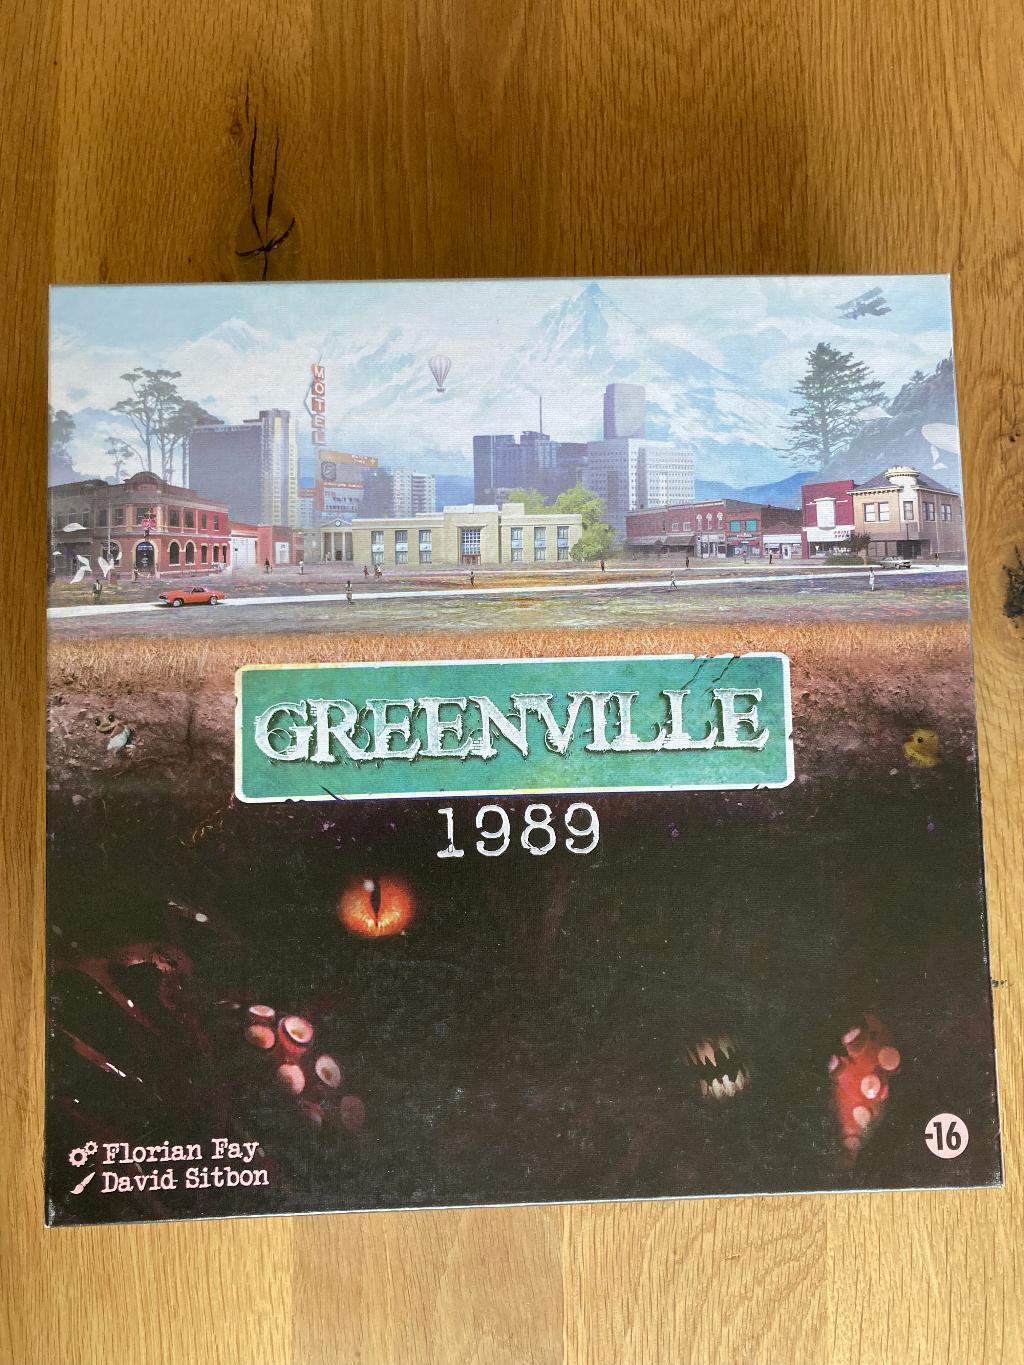 MOTEL
GREENVILLE
1989
Florian Fay
David Sitbon
-16